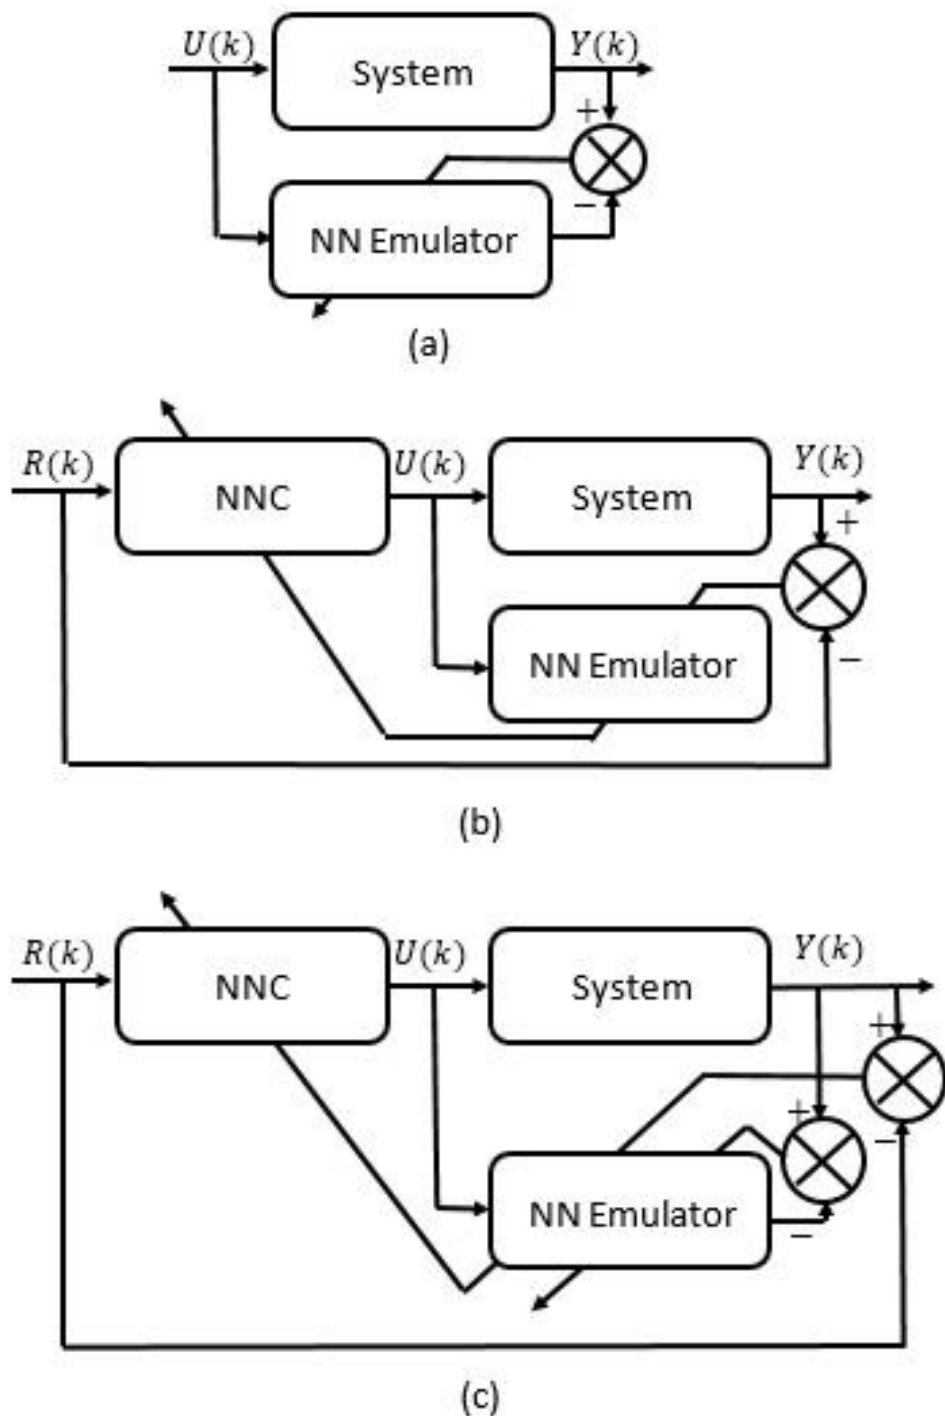 U(k) System Y(k)
+
−
NN Emulator
(a)
R(k) NNC U(k) System Y(k)
+
NN Emulator −
(b)
R(k) NNC U(k) System Y(k)
+
+
−
NN Emulator
−
(c)